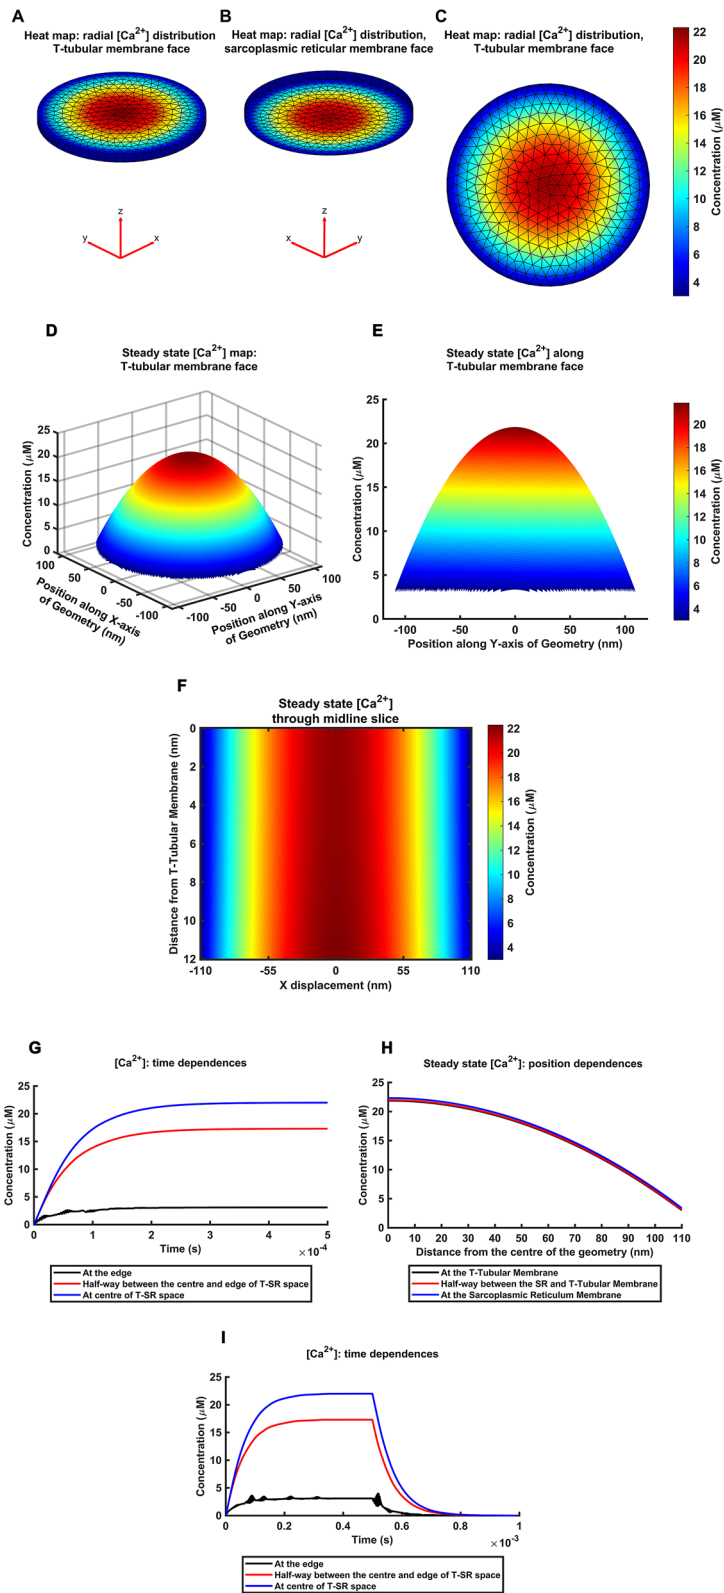 A
Heat map: radial [Ca2+] distribution
T-tubular membrane face
B
Heat map: radial [Ca2+] distribution,
sarcoplasmic reticular membrane face
C
Heat map: radial [Ca2+] distribution,
T-tubular membrane face
22
20
18
16
14
12
10
8
6
4
Concentration (μM)
z
y
x
z
x
y
D
Steady state [Ca2+] map:
T-tubular membrane face
25
20
15
10
5
0
Concentration (μM)
100
50
0
-50
-100
Position along X-axis
of Geometry (nm)
-100
-50
0
50
100
Position along Y-axis
of Geometry (nm)
E
Steady state [Ca2+] along
T-tubular membrane face
25
20
15
10
5
0
Concentration (μM)
-100
-50
0
50
100
Position along Y-axis of Geometry (nm)
20
18
16
14
12
10
8
6
4
Concentration (μM)
F
Steady state [Ca2+]
through midline slice
0
2
4
6
8
10
12
Distance from T-Tubular Membrane (nm)
-110
-55
0
55
110
X displacement (nm)
22
20
18
16
14
12
10
8
6
4
Concentration (μM)
G
[Ca2+]: time dependences
25
20
15
10
5
0
Concentration (μM)
0
1
2
3
4
5
Time (s)
×10-4
At the edge
Half-way between the centre and edge of T-SR space
At centre of T-SR space
H
Steady state [Ca2+]: position dependences
25
20
15
10
5
0
Concentration (μM)
0
10
20
30
40
50
60
70
80
90
100
110
Distance from the centre of the geometry (nm)
At the T-Tubular Membrane
Half-way between the SR and T-Tubular Membrane
At the Sarcoplasmic Reticulum Membrane
I
[Ca2+]: time dependences
25
20
15
10
5
0
Concentration (μM)
0
0.2
0.4
0.6
0.8
1
Time (s)
×10-3
At the edge
Half-way between the centre and edge of T-SR space
At centre of T-SR space